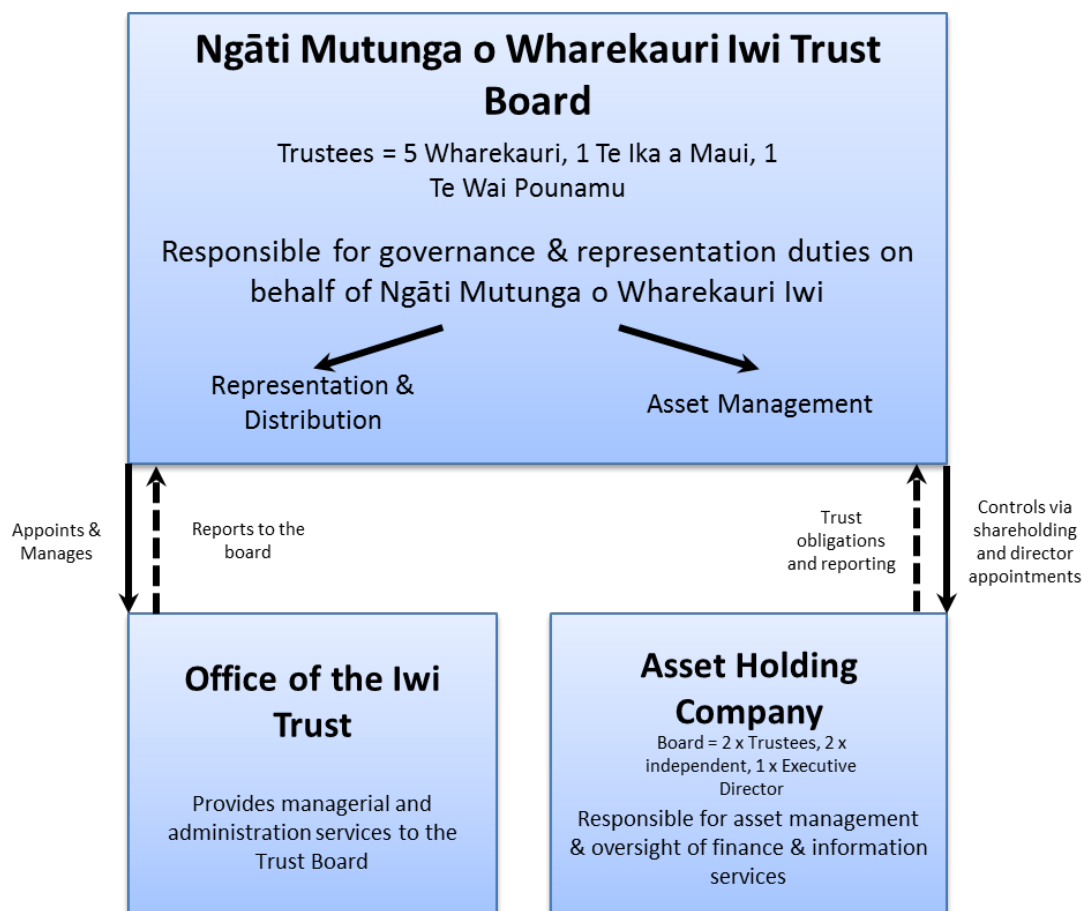 Ngāti Mutunga o Wharekauri Iwi Trust
Board
Trustees = 5 Wharekauri, 1 Te Ika a Maui, 1
Te Wai Pounamu
Responsible for governance & representation duties on
behalf of Ngāti Mutunga o Wharekauri Iwi
Representation &
Distribution
Asset Management
Appoints &
Manages
Reports to the
board
Trust
obligations
and reporting
Controls via
shareholding
and director
appointments
Office of the Iwi
Trust
Provides managerial and
administration services to the
Trust Board
Asset Holding
Company
Board = 2 x Trustees, 2 x
independent, 1 x Executive
Director
Responsible for asset management
& oversight of finance & information
services